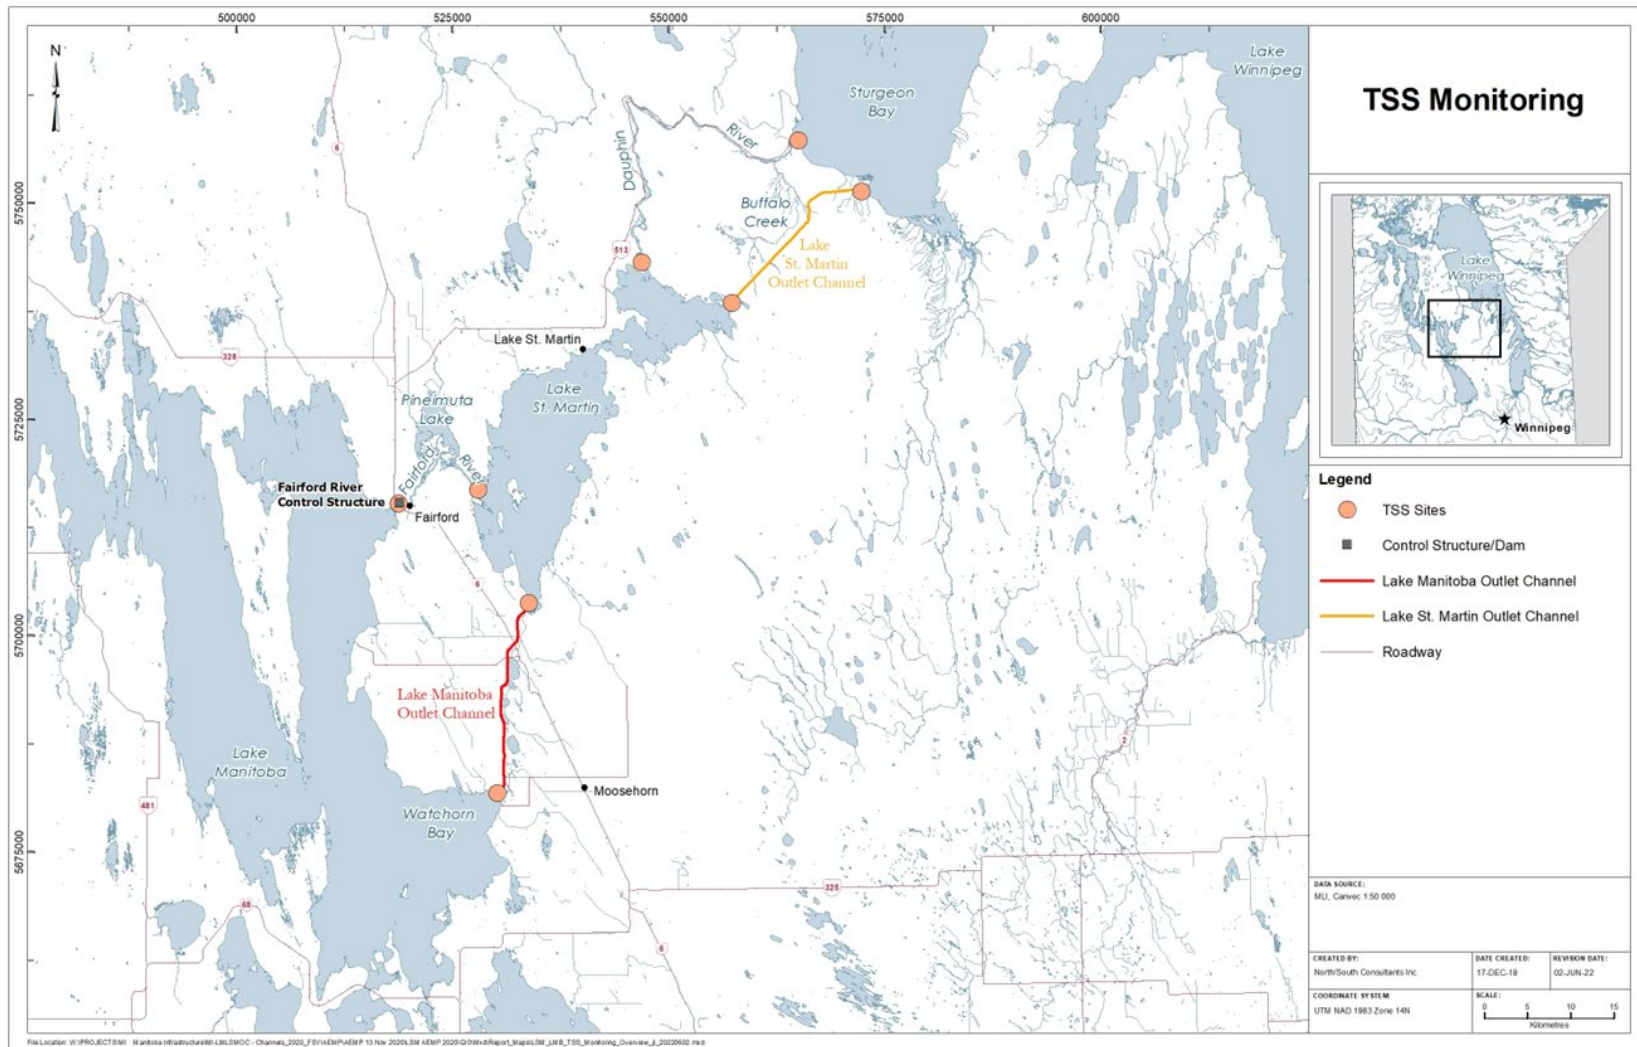 500000
525000
550000
575000
600000
5750000
5725000
5700000
5675000
N
Lake
Winnipeg
Sturgeon
Bay
River
Dauphin
Buffalo
Creek
Lake
St. Martin
Outlet Channel
6
513
328
Lake St. Martin
Lake
St. Martin
Pineimuta
Lake
Fairford
River
Fairford River
Control Structure
Fairford
6
Lake Manitoba
Outlet Channel
Lake
Manitoba
Watchorn
Bay
Moosehorn
2
481
325
68
6
TSS Monitoring
Lake
Winnipeg
Winnipeg
Legend
TSS Sites
Control Structure/Dam
Lake Manitoba Outlet Channel
Lake St. Martin Outlet Channel
Roadway
DATA SOURCE:
MLI, Canvec 1:50 000
CREATED BY:
North/South Consultants Inc.
DATE CREATED:
17-DEC-18
REVISION DATE:
02-JUN-22
COORDINATE SYSTEM:
UTM NAD 1983 Zone 14N
SCALE:
0 5 10 15
Kilometres